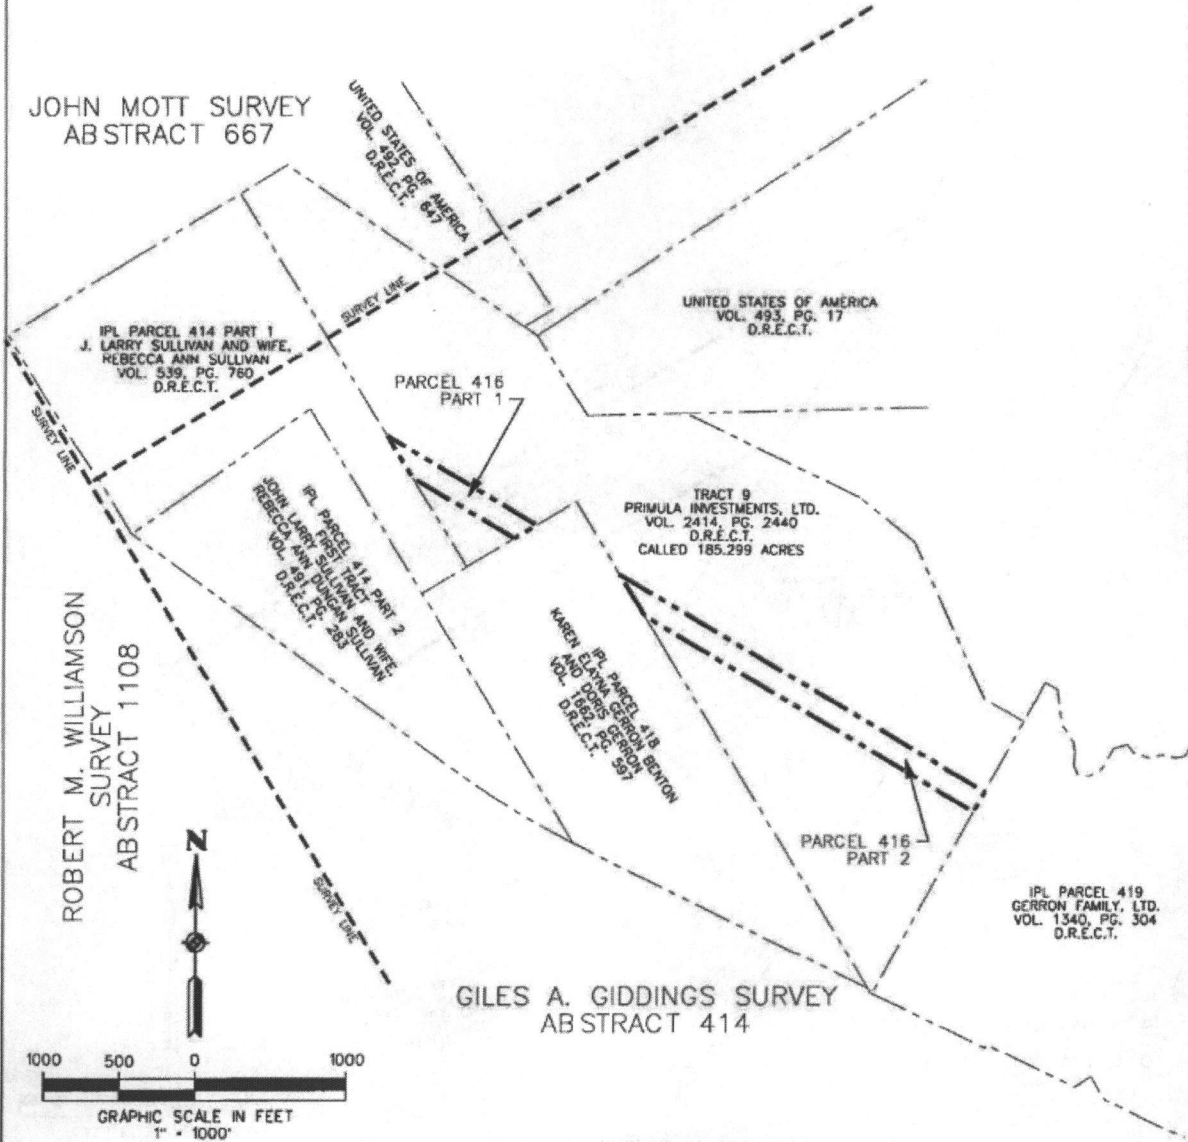 JOHN MOTT SURVEY
ABSTRACT 667
UNITED STATES OF AMERICA
VOL. 492, PG. 647
D.R.E.C.T.
SURVEY LINE
UNITED STATES OF AMERICA
VOL. 493, PG. 17
D.R.E.C.T.
IPL PARCEL 414 PART 1
J. LARRY SULLIVAN AND WIFE,
REBECCA ANN SULLIVAN
VOL. 539, PG. 760
D.R.E.C.T.
PARCEL 416
PART 1
SURVEY LINE
IPL PARCEL 414 PART 2
FIRST TRACT
JOHN LARRY SULLIVAN AND WIFE,
REBECCA ANN DUNGAN SULLIVAN
VOL. 491, PG. 283
D.R.E.C.T.
TRACT 9
PRIMULA INVESTMENTS, LTD.
VOL. 2414, PG. 2440
D.R.E.C.T.
CALLED 185.299 ACRES
ROBERT M. WILLIAMSON
SURVEY
ABSTRACT 1108
IPL PARCEL 418
KAREN ELAYNA GERRON BENTON
AND DORIS GERRON
VOL. 1662, PG. 597
D.R.E.C.T.
PARCEL 416
PART 2
N
SURVEY LINE
IPL PARCEL 419
GERRON FAMILY, LTD.
VOL. 1340, PG. 304
D.R.E.C.T.
GILES A. GIDDINGS SURVEY
ABSTRACT 414
1000 500 0 1000
GRAPHIC SCALE IN FEET
1" - 1000'